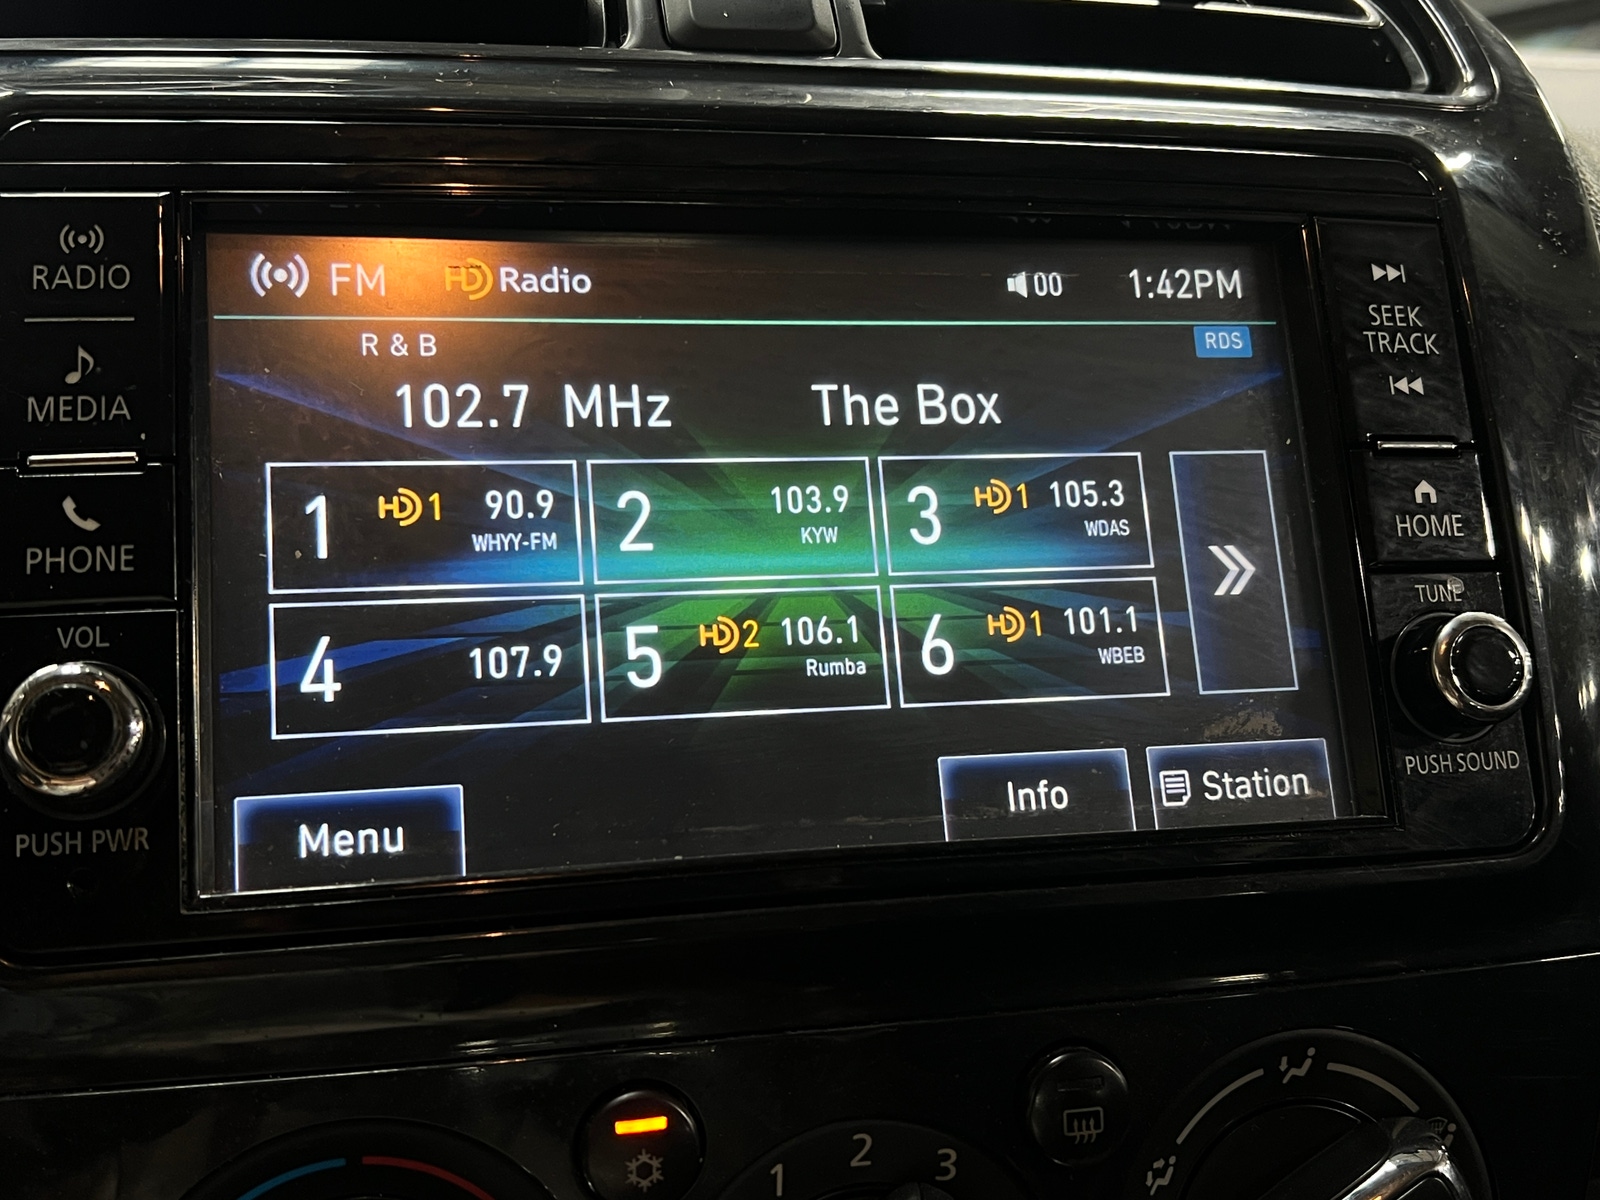 RADIO
MEDIA
PHONE
VOL
PUSH PWR
FM HD Radio 00 1:42PM
R & B RDS
102.7 MHz The Box
1 HD1 90.9
WHYY-FM
2 103.9
KYW
3 HD1 105.3
WDAS
4 107.9
5 HD2 106.1
Rumba
6 HD1 101.1
WBEB
Menu
Info
Station
SEEK
TRACK
HOME
TUNE
PUSH SOUND
1 2 3